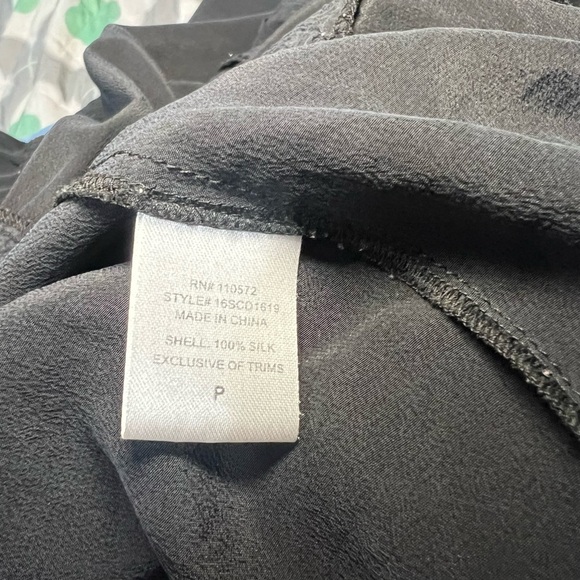 RN# 110572
STYLE# 16SCD1619
MADE IN CHINA
SHELL: 100% SILK
EXCLUSIVE OF TRIMS
P